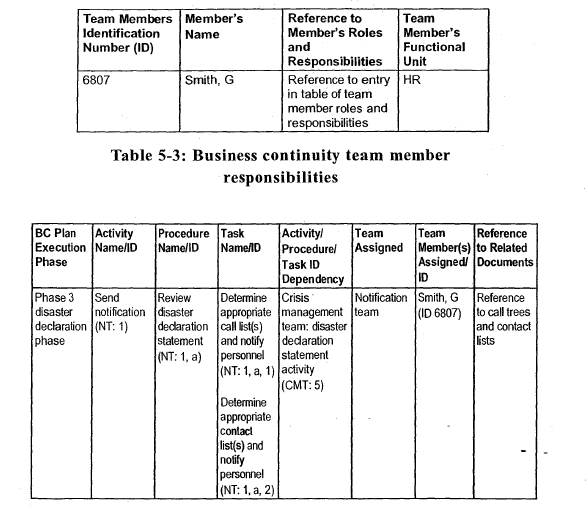 Team Members Identification Number (ID) | Member's Name | Reference to Member's Roles and Responsibilities | Team Member's Functional Unit
6807 | Smith, G | Reference to entry in table of team member roles and responsibilities | HR
Table 5-3: Business continuity team member
responsibilities
BC Plan Execution Phase | Activity Name/ID | Procedure Name/ID | Task Name/ID | Activity/ Procedure/ Task ID Dependency | Team Assigned | Team Member(s) Assigned/ ID | Reference to Related Documents
Phase 3 disaster declaration phase | Send notification (NT: 1) | Review disaster declaration statement (NT: 1, a) | Determine appropriate call list(s) and notify personnel (NT: 1, a, 1) | Crisis management team: disaster declaration statement activity (CMT: 5) | Notification team | Smith, G (ID 6807) | Reference to call trees and contact lists
Determine appropriate contact list(s) and notify personnel (NT: 1, a, 2)